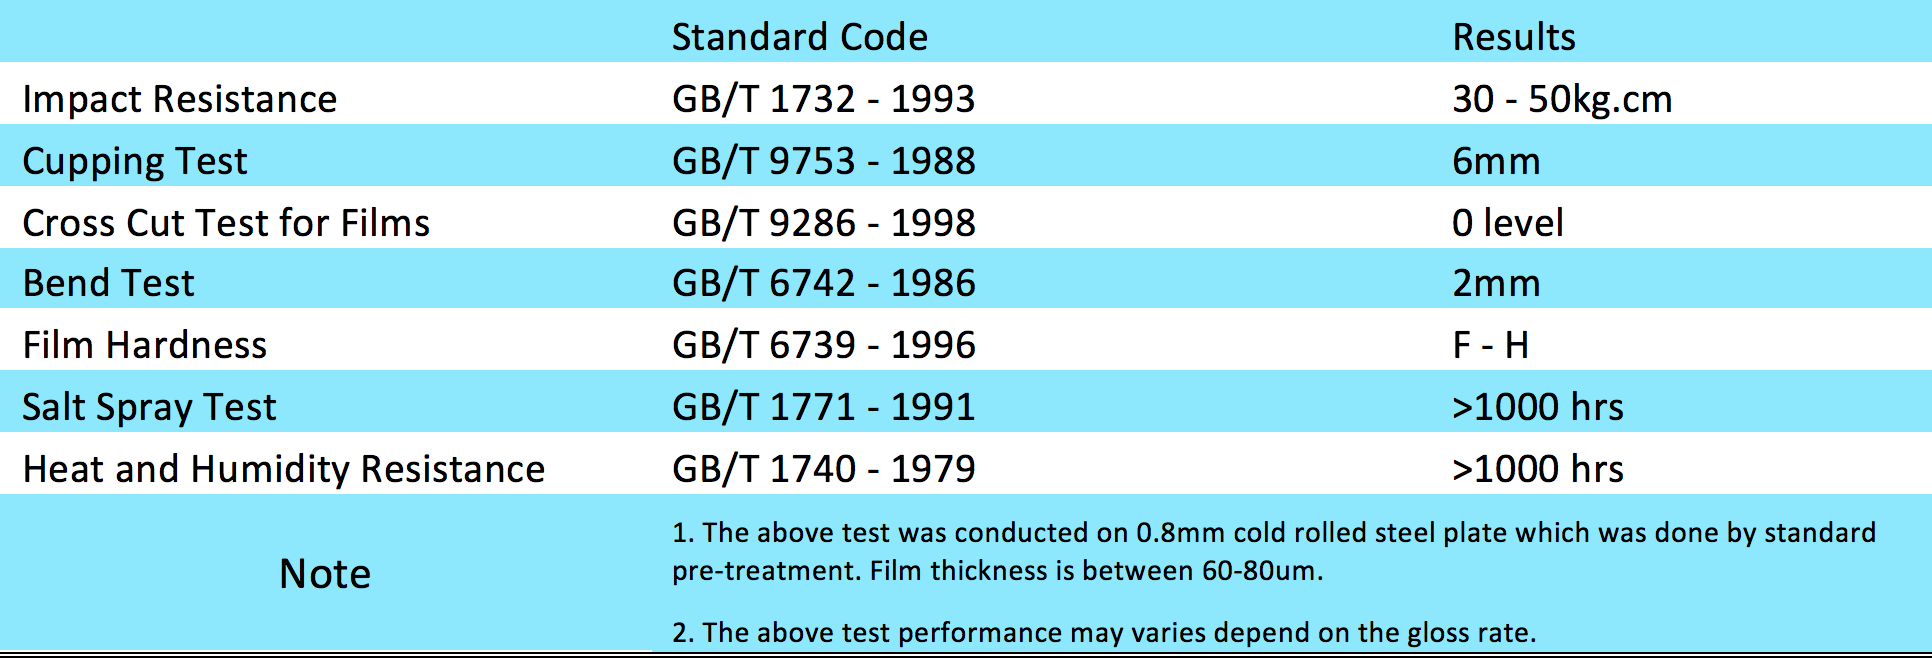 Standard Code Results
Impact Resistance GB/T 1732 - 1993 30 - 50kg.cm
Cupping Test GB/T 9753 - 1988 6mm
Cross Cut Test for Films GB/T 9286 - 1998 0 level
Bend Test GB/T 6742 - 1986 2mm
Film Hardness GB/T 6739 - 1996 F - H
Salt Spray Test GB/T 1771 - 1991 >1000 hrs
Heat and Humidity Resistance GB/T 1740 - 1979 >1000 hrs
Note
1. The above test was conducted on 0.8mm cold rolled steel plate which was done by standard
pre-treatment. Film thickness is between 60-80um.
2. The above test performance may varies depend on the gloss rate.